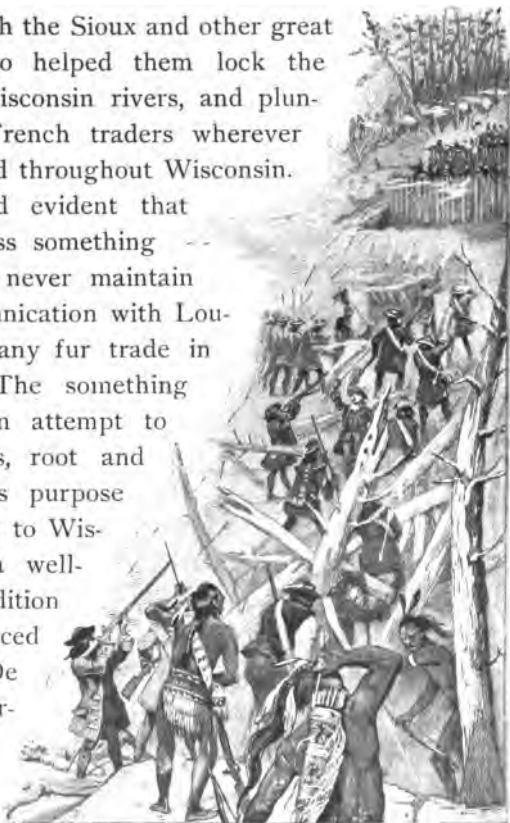 h the Sioux and other great
o helped them lock the
isconsin rivers, and plun-
rench traders wherever
d throughout Wisconsin.
d evident that
ss something
never maintain
nication with Lou-
any fur trade in
The something
n attempt to
s, root and
s purpose
to Wis-
a well-
dition
ced
De
r-